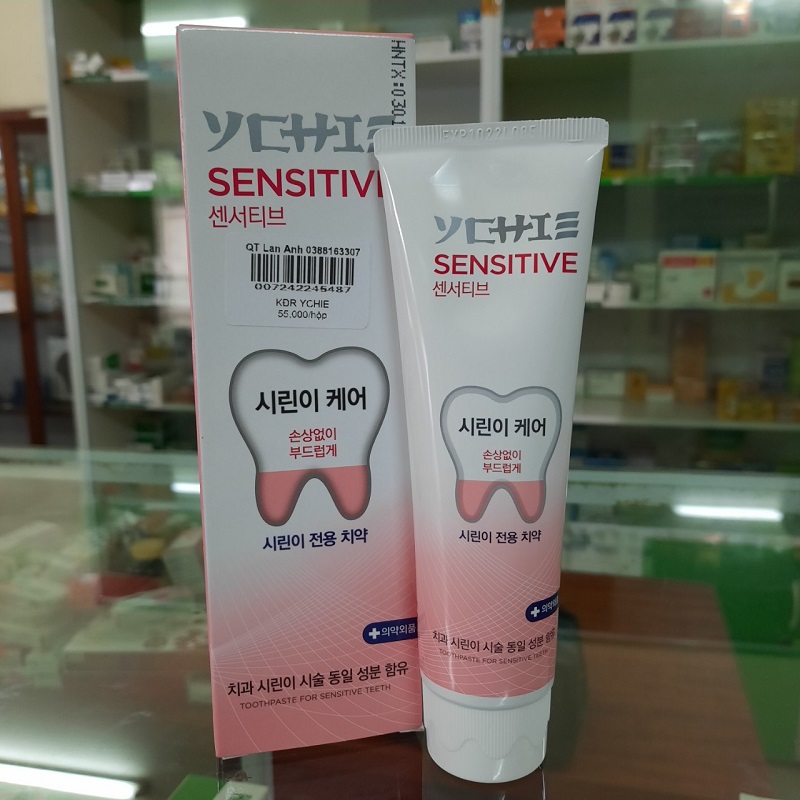 YCHIE
SENSITIVE
센서티브
QT Lan Anh 0388163307
007242245487
KDR YCHIE
55.000/hộp
시린이 케어
손상없이
부드럽게
시린이 전용 치약
의약외품
치과 시린이 시술 동일 성분 함유
TOOTHPASTE FOR SENSITIVE TEETH
YCHIE
SENSITIVE
센서티브
시린이 케어
손상없이
부드럽게
시린이 전용 치약
의약외품
치과 시린이 시술 동일 성분 함유
TOOTHPASTE FOR SENSITIVE TEETH